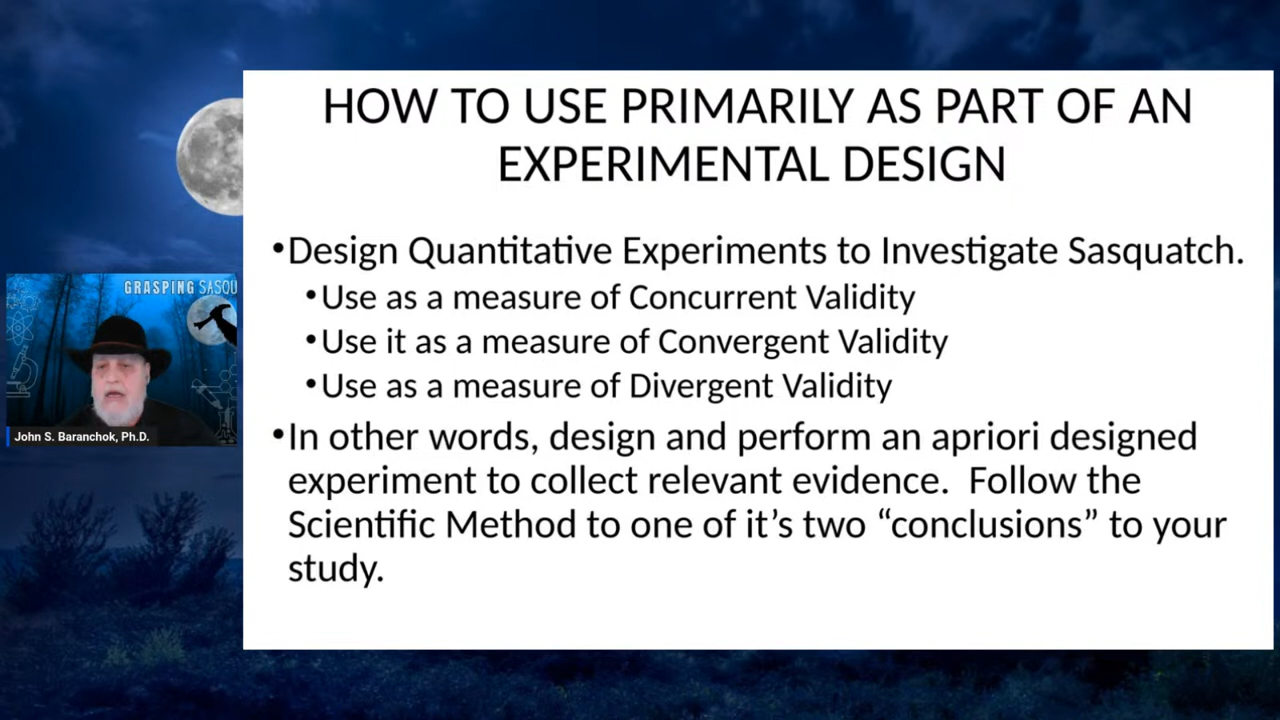 HOW TO USE PRIMARILY AS PART OF AN
EXPERIMENTAL DESIGN
•Design Quantitative Experiments to Investigate Sasquatch.
•Use as a measure of Concurrent Validity
•Use it as a measure of Convergent Validity
•Use as a measure of Divergent Validity
•In other words, design and perform an apriori designed
experiment to collect relevant evidence.  Follow the
Scientific Method to one of it’s two “conclusions” to your
study.
GRASPING SASQU
John S. Baranchok, Ph.D.